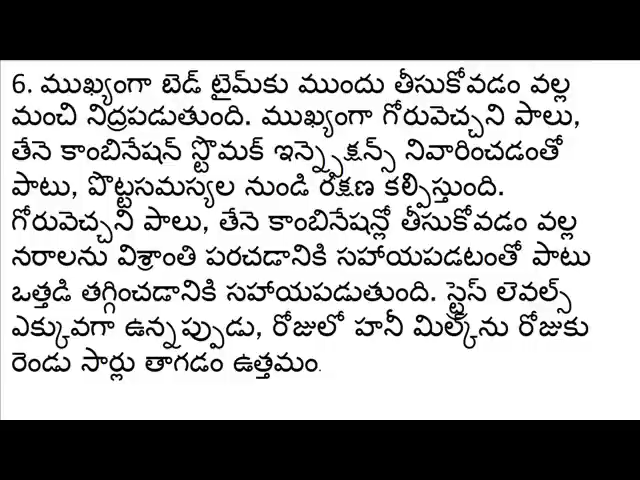 6. ముఖ్యంగా బెడ్ టైమ్‌కు ముందు తీసుకోవడం వల్ల
మంచి నిద్రపడుతుంది. ముఖ్యంగా గోరువెచ్చని పాలు,
తేనె కాంబినేషన్ స్టొమక్ ఇన్ఫెక్షన్స్ నివారించడంతో
పాటు, పొట్టసమస్యల నుండి రక్షణ కల్పిస్తుంది.
గోరువెచ్చని పాలు, తేనె కాంబినేషన్లో తీసుకోవడం వల్ల
నరాలను విశ్రాంతి పరచడానికి సహాయపడటంతో పాటు
ఒత్తడి తగ్గించడానికి సహాయపడుతుంది. స్ట్రెస్ లెవల్స్
ఎక్కువగా ఉన్నప్పుడు, రోజులో హనీ మిల్క్‌ను రోజుకు
రెండు సార్లు తాగడం ఉత్తమం.